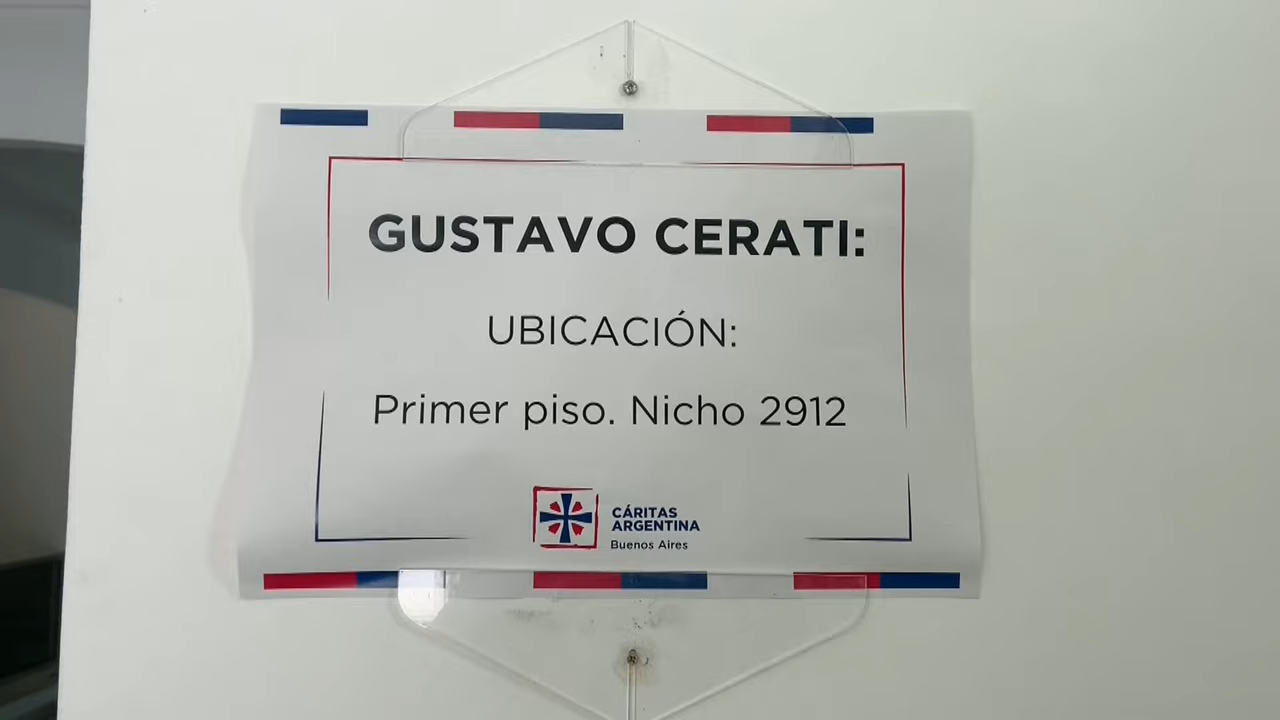 GUSTAVO CERATI:
UBICACIÓN:
Primer piso. Nicho 2912
CÁRITAS
ARGENTINA
Buenos Aires